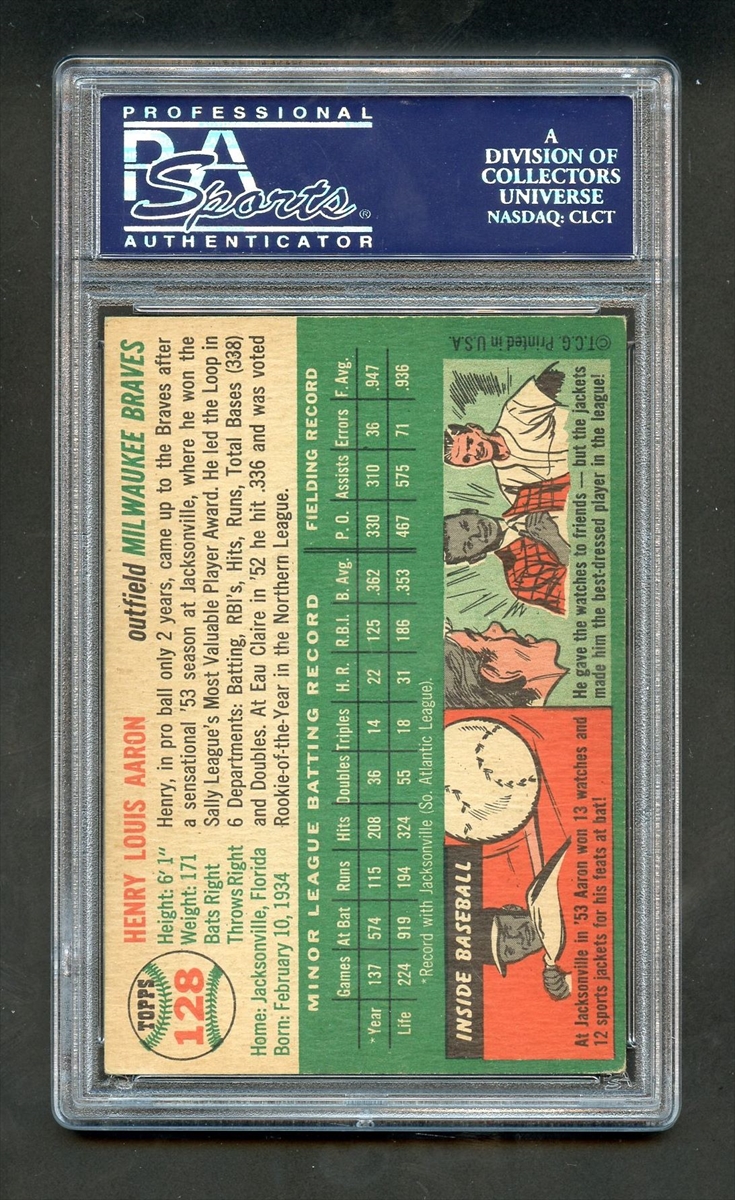 PROFESSIONAL
PSA
Sports®
AUTHENTICATOR
A
DIVISION OF
COLLECTORS
UNIVERSE
NASDAQ: CLCT
TOPPS
128
HENRY LOUIS AARON
outfield MILWAUKEE BRAVES
Height: 6' 1"
Weight: 171
Bats Right
Throws Right
Home: Jacksonville, Florida
Born: February 10, 1934
Henry, in pro ball only 2 years, came up to the Braves after
a sensational '53 season at Jacksonville, where he won the
Sally League's Most Valuable Player Award. He led the Loop in
6 Departments: Batting, RBI's, Hits, Runs, Total Bases (338)
and Doubles. At Eau Claire in '52 he hit .336 and was voted
Rookie-of-the-Year in the Northern League.
MINOR LEAGUE BATTING RECORD FIELDING RECORD
Games At Bat Runs Hits Doubles Triples H. R. R.B.I. B. Avg. P. O. Assists Errors F. Avg.
*Year 137 574 115 208 36 14 22 125 .362 330 310 36 .947
Life 224 919 194 324 55 18 31 186 .353 467 575 71 .936
*Record with Jacksonville (So. Atlantic League).
©T.C.G. Printed in U.S.A.
INSIDE BASEBALL
At Jacksonville in '53 Aaron won 13 watches and
12 sports jackets for his feats at bat!
He gave the watches to friends — but the jackets
made him the best-dressed player in the league!